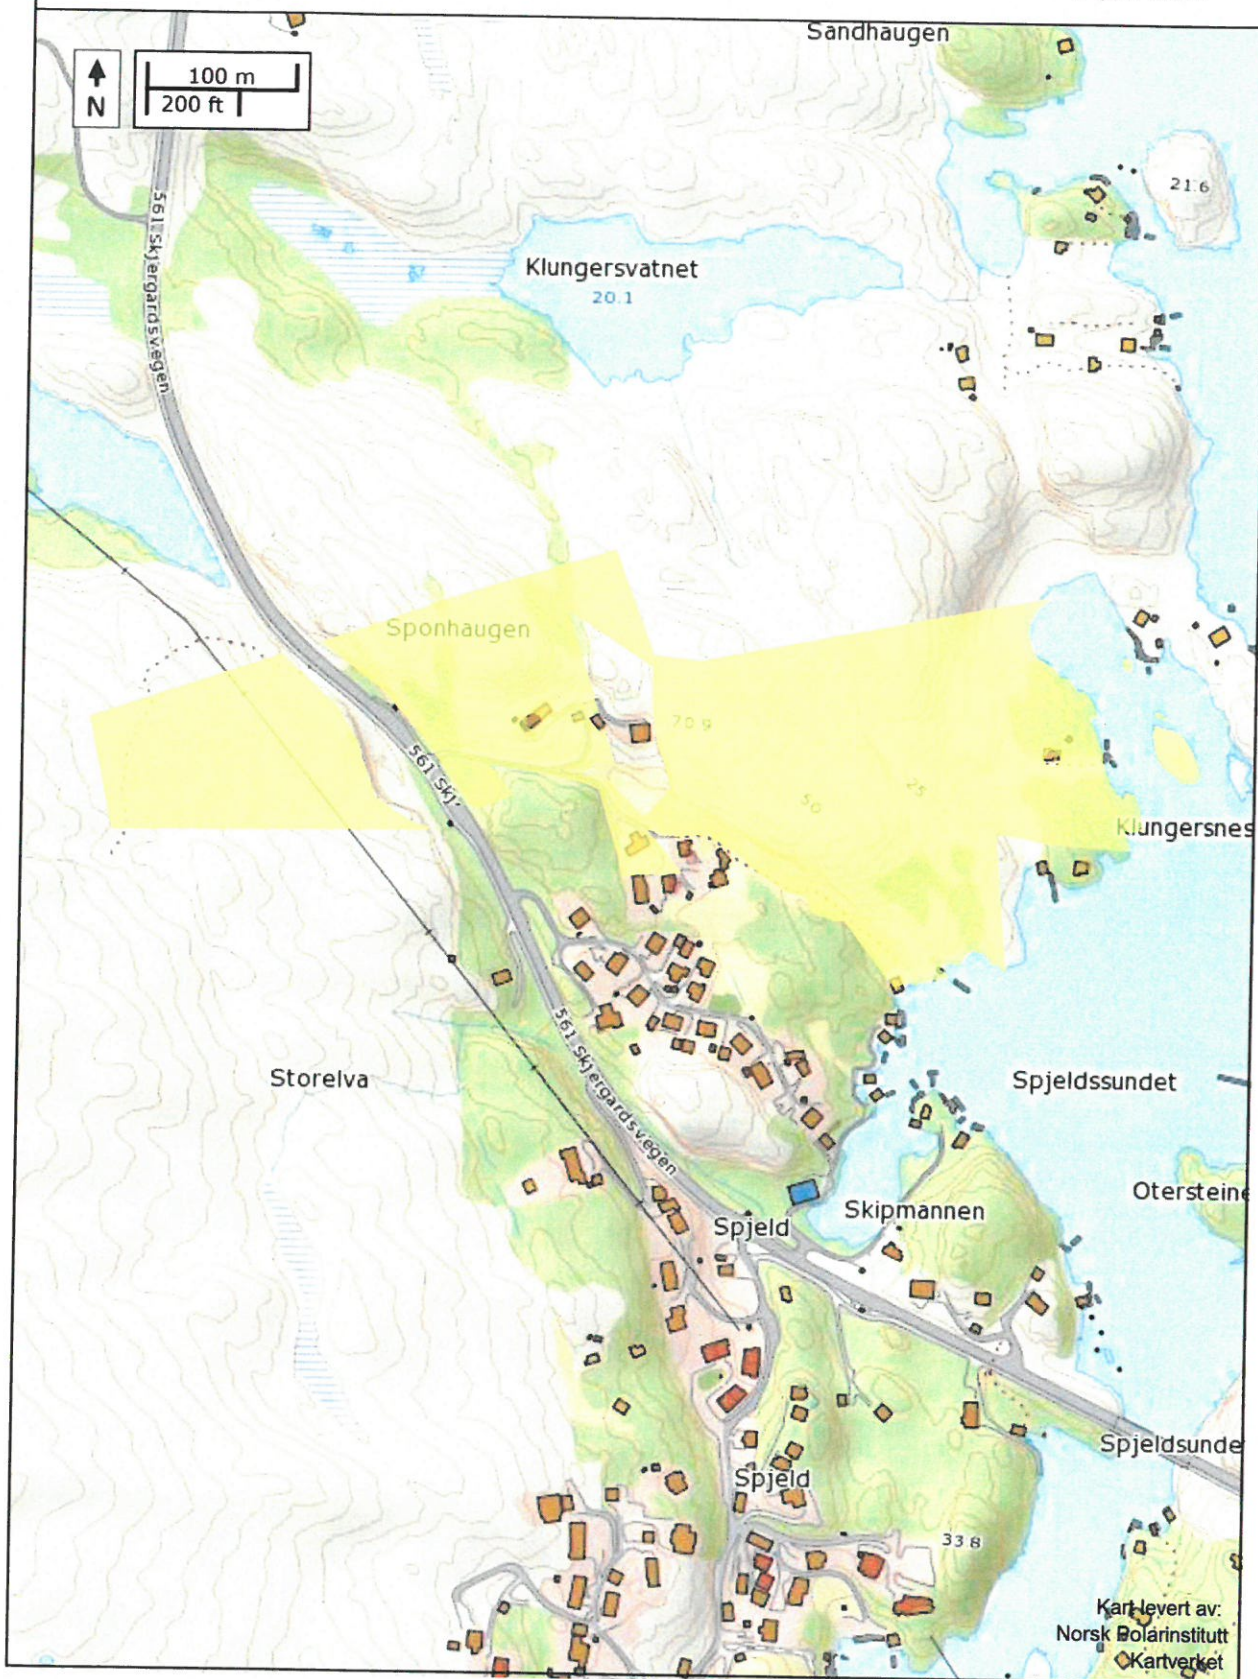 Sandhaugen
100 m
200 ft
N
21.6
561 Skjergardsvegen
Klungersvatnet
20.1
Sponhaugen
70.9
561 Skj
25
50
Klungersnes
561 Skjergardsvegen
Storelva
Spjeldssundet
Otersteine
Skipmannen
Spjeld
Spjeldsunde
Spjeld
33.8
Kart levert av:
Norsk Polarinstitutt
Kartverket